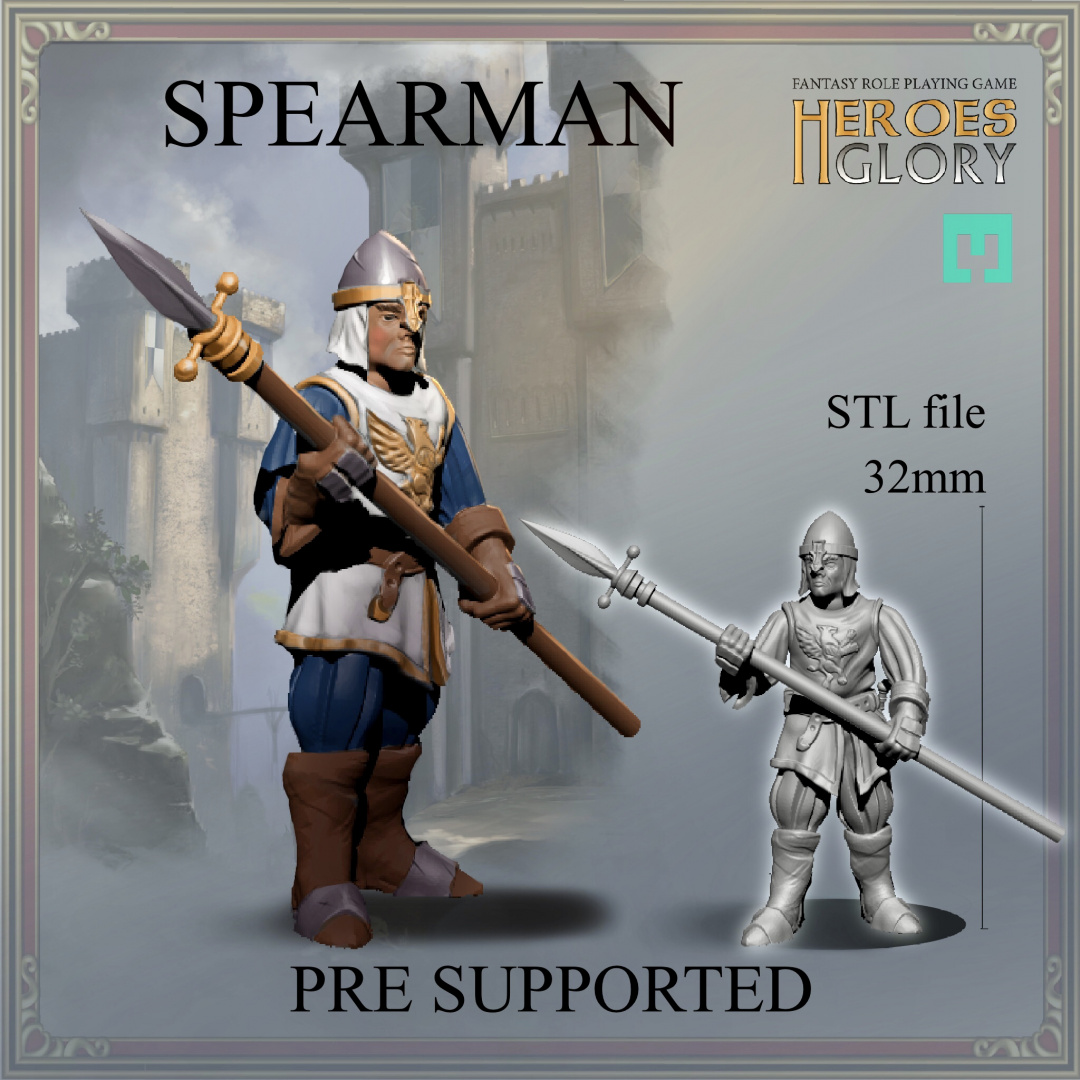 SPEARMAN
FANTASY ROLE PLAYING GAME
HEROES
GLORY
STL file
32mm
PRE SUPPORTED